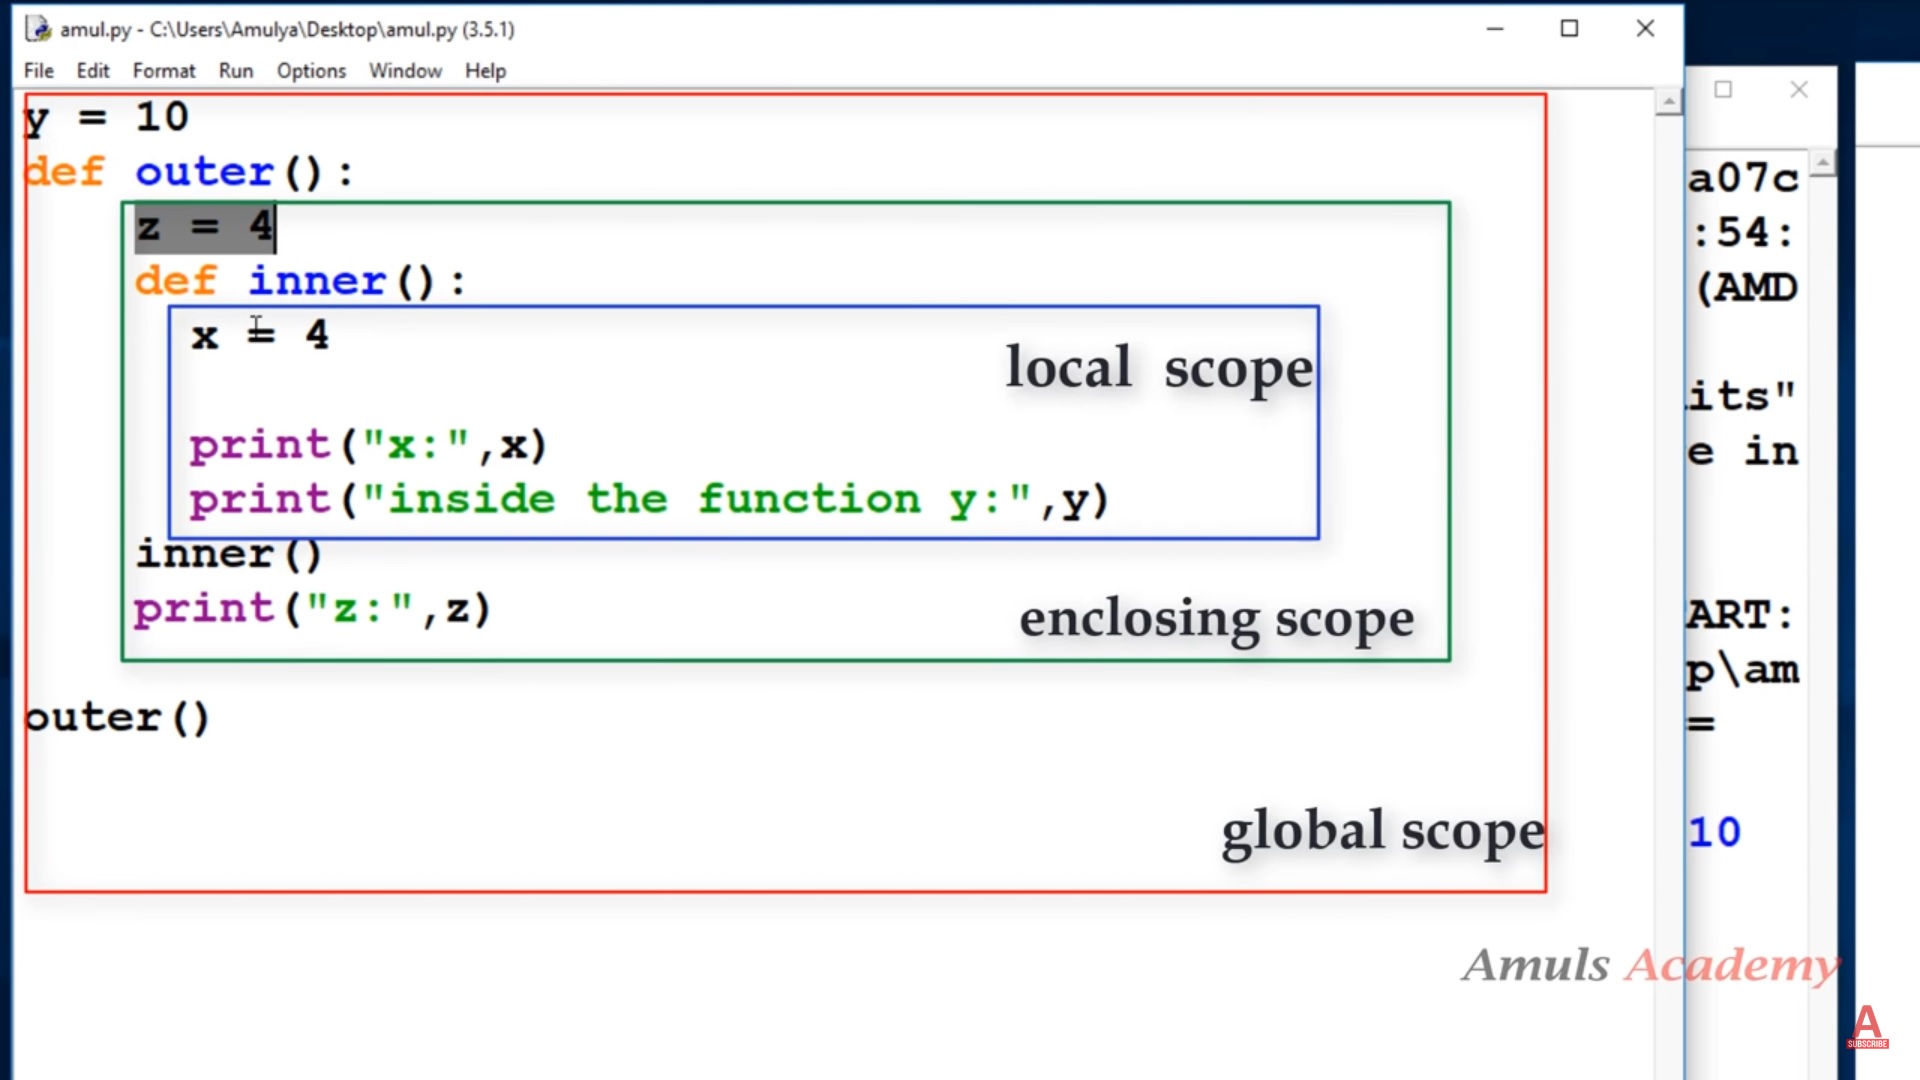 amul.py - C:\Users\Amulya\Desktop\amul.py (3.5.1)
File Edit Format Run Options Window Help
y = 10
def outer():
z = 4
def inner():
x = 4
local scope
print("x:",x)
print("inside the function y:",y)
inner()
print("z:",z)
enclosing scope
outer()
global scope
a07c
:54:
(AMD
its"
e in
ART:
p\am
=
10
Amuls Academy
A
SUBSCRIBE